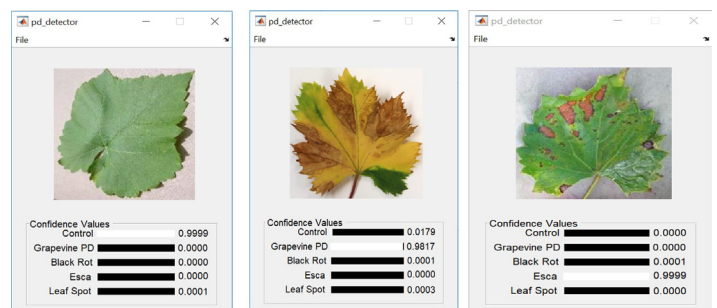 pd_detector
File
Confidence Values
Control 0.9999
Grapevine PD 0.0000
Black Rot 0.0000
Esca 0.0000
Leaf Spot 0.0001
pd_detector
File
Confidence Values
Control 0.0179
Grapevine PD 0.9817
Black Rot 0.0001
Esca 0.0000
Leaf Spot 0.0003
pd_detector
File
Confidence Values
Control 0.0000
Grapevine PD 0.0000
Black Rot 0.0001
Esca 0.9999
Leaf Spot 0.0000